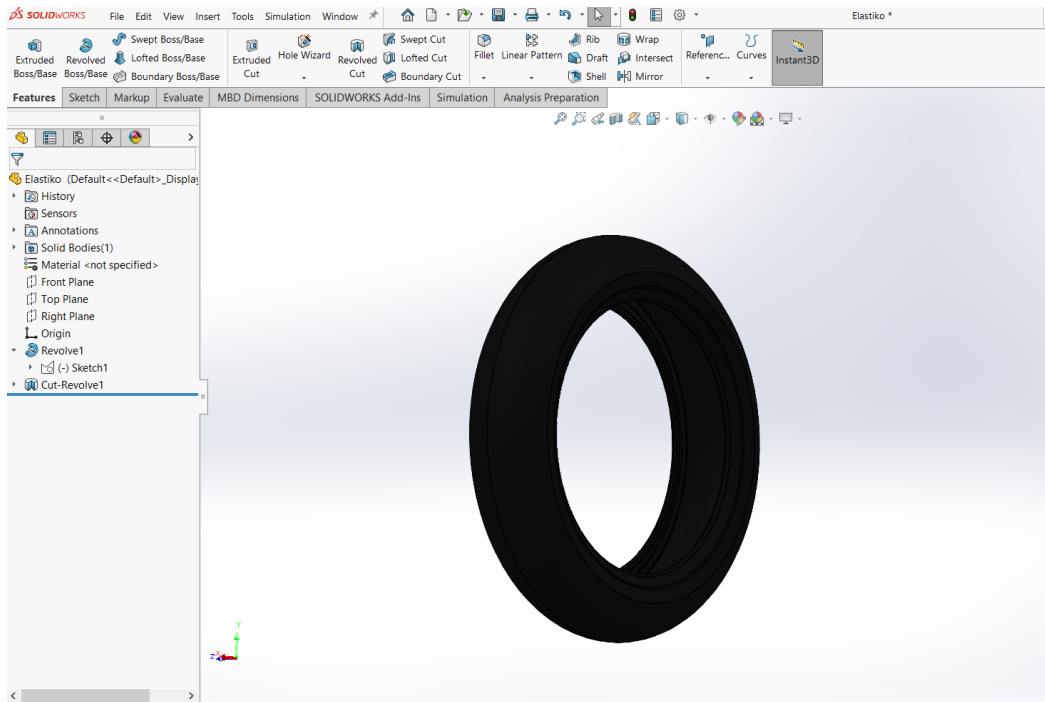 SOLIDWORKS File Edit View Insert Tools Simulation Window Elastiko *
Extruded Boss/Base
Revolved Boss/Base
Swept Boss/Base
Lofted Boss/Base
Boundary Boss/Base
Extruded Cut
Hole Wizard
Revolved Cut
Swept Cut
Lofted Cut
Boundary Cut
Fillet
Linear Pattern
Rib
Draft
Shell
Wrap
Intersect
Mirror
Referenc...
Curves
Instant3D
Features Sketch Markup Evaluate MBD Dimensions SOLIDWORKS Add-Ins Simulation Analysis Preparation
Elastiko (Default<<Default>_Display
History
Sensors
Annotations
Solid Bodies(1)
Material <not specified>
Front Plane
Top Plane
Right Plane
Origin
Revolve1
(-) Sketch1
Cut-Revolve1
Y
Z X